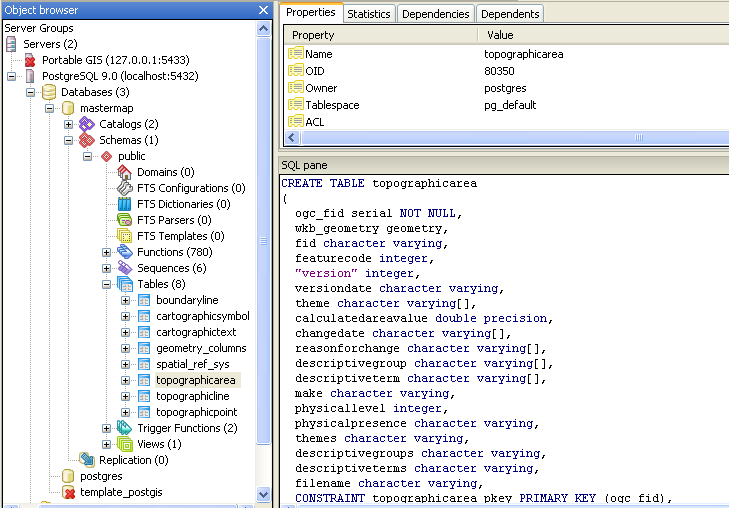 Object browser
Server Groups
Servers (2)
Portable GIS (127.0.0.1:5433)
PostgreSQL 9.0 (localhost:5432)
Databases (3)
mastermap
Catalogs (2)
Schemas (1)
public
Domains (0)
FTS Configurations (0)
FTS Dictionaries (0)
FTS Parsers (0)
FTS Templates (0)
Functions (780)
Sequences (6)
Tables (8)
boundaryline
cartographicsymbol
cartographictext
geometry_columns
spatial_ref_sys
topographicarea
topographicline
topographicpoint
Trigger Functions (2)
Views (1)
Replication (0)
postgres
template_postgis
Properties Statistics Dependencies Dependents
Property Value
Name topographicarea
OID 80350
Owner postgres
Tablespace pg_default
ACL
SQL pane
CREATE TABLE topographicarea
(
ogc_fid serial NOT NULL,
wkb_geometry geometry,
fid character varying,
featurecode integer,
"version" integer,
versiondate character varying,
theme character varying[],
calculatedareavalue double precision,
changedate character varying[],
reasonforchange character varying[],
descriptivegroup character varying[],
descriptiveterm character varying[],
make character varying,
physicallevel integer,
physicalpresence character varying,
themes character varying,
descriptivegroups character varying,
descriptiveterms character varying,
filename character varying,
CONSTRAINT topographicarea_pkey PRIMARY KEY (ogc_fid),